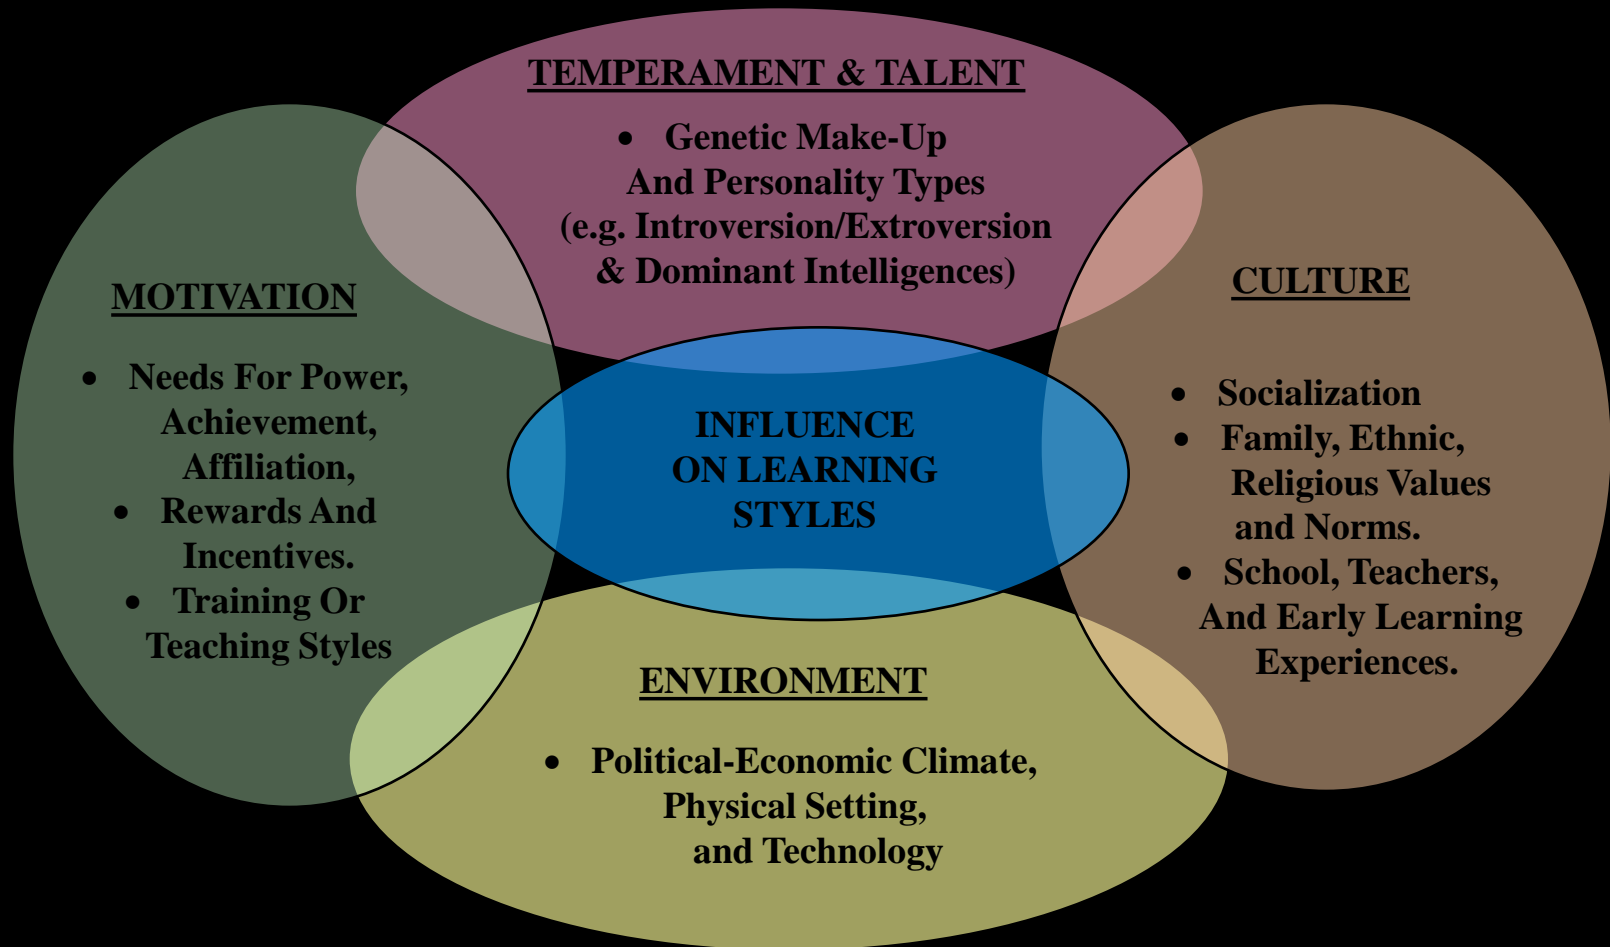 TEMPERAMENT & TALENT
• Genetic Make-Up
And Personality Types
(e.g. Introversion/Extroversion
& Dominant Intelligences)
MOTIVATION
• Needs For Power,
Achievement,
Affiliation,
• Rewards And
Incentives.
• Training Or
Teaching Styles
INFLUENCE
ON LEARNING
STYLES
CULTURE
• Socialization
• Family, Ethnic,
Religious Values
and Norms.
• School, Teachers,
And Early Learning
Experiences.
ENVIRONMENT
• Political-Economic Climate,
Physical Setting,
and Technology